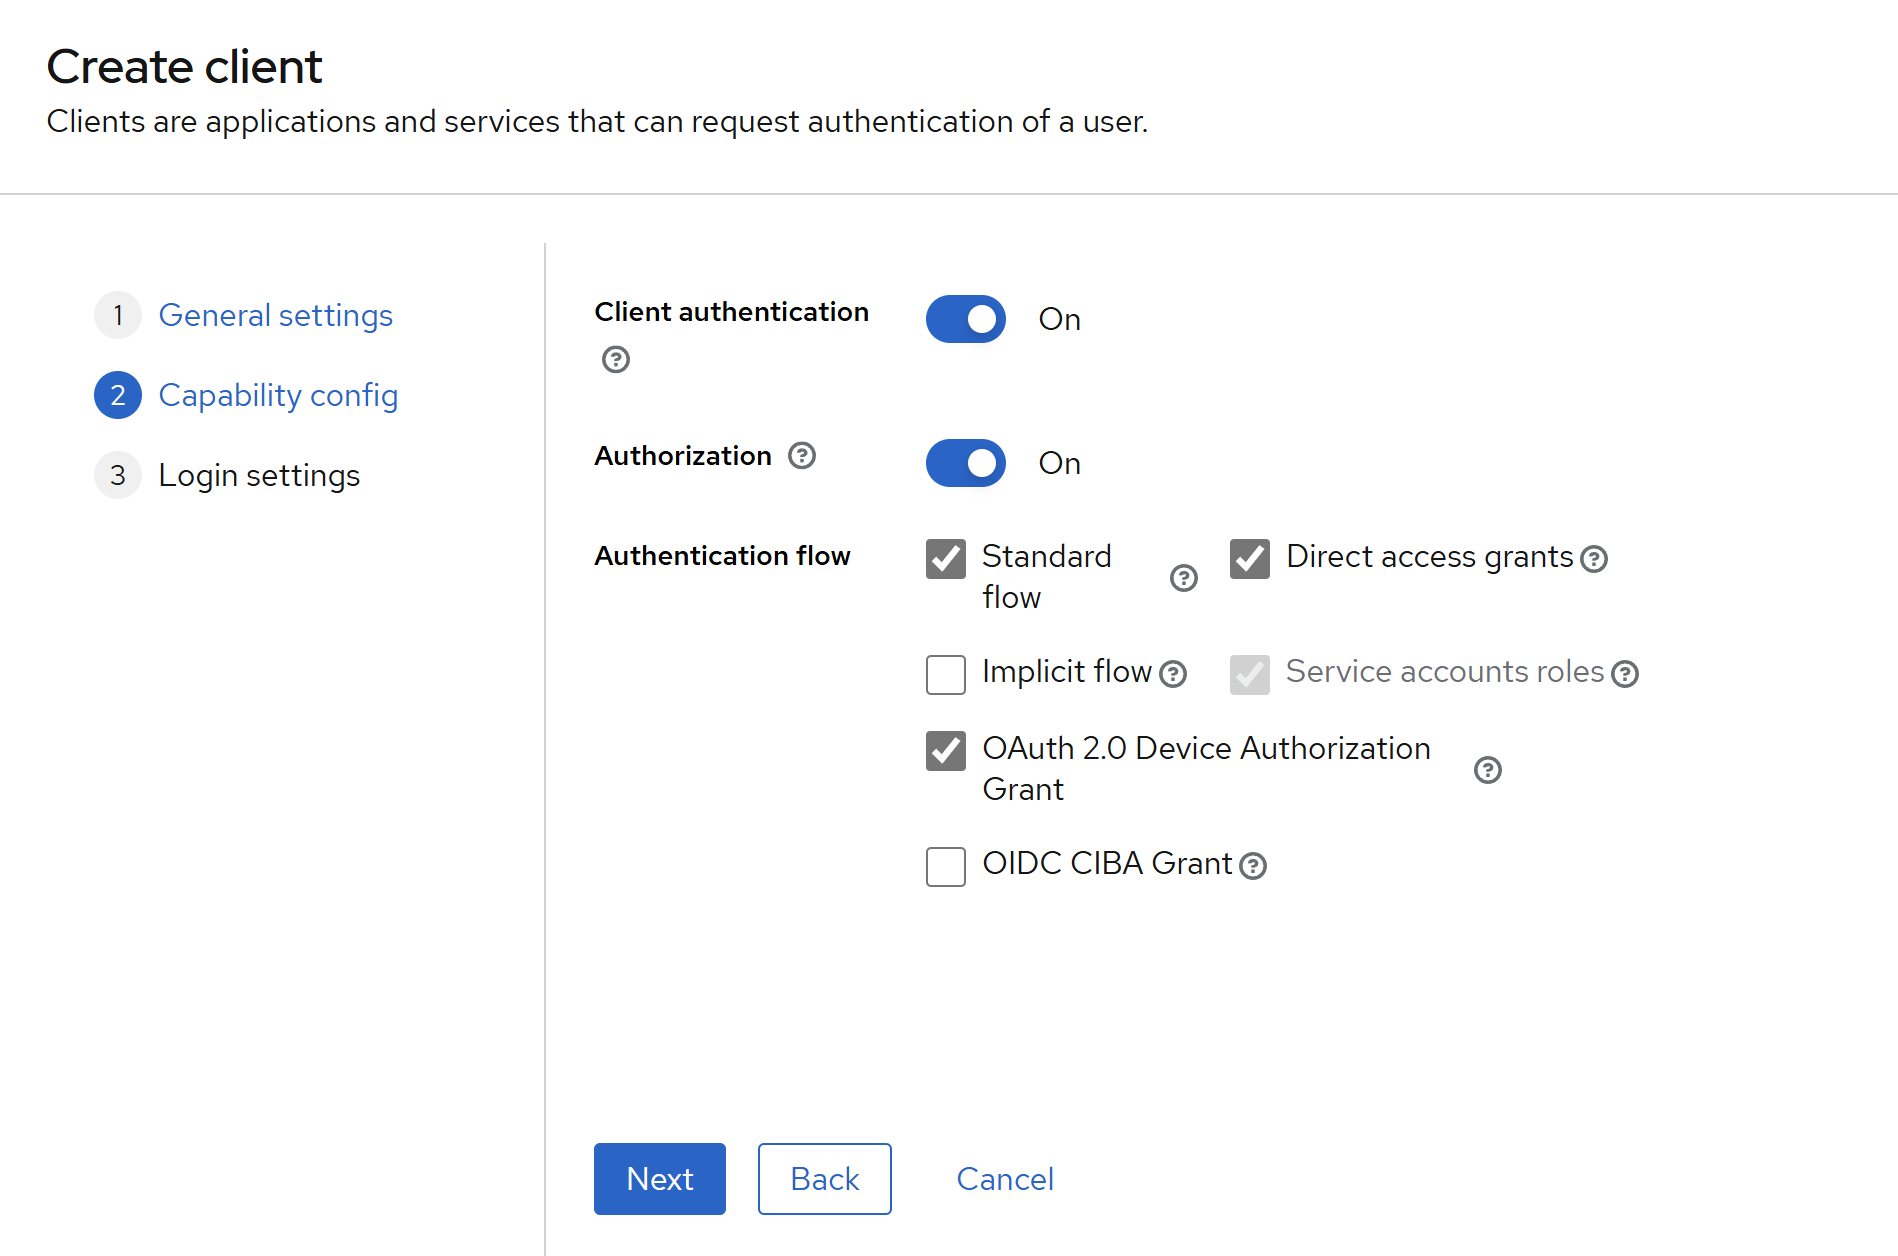 Create client
Clients are applications and services that can request authentication of a user.
1 General settings
2 Capability config
3 Login settings
Client authentication
On
Authorization
On
Authentication flow
Standard
flow
Direct access grants
Implicit flow
Service accounts roles
OAuth 2.0 Device Authorization
Grant
OIDC CIBA Grant
Next
Back
Cancel